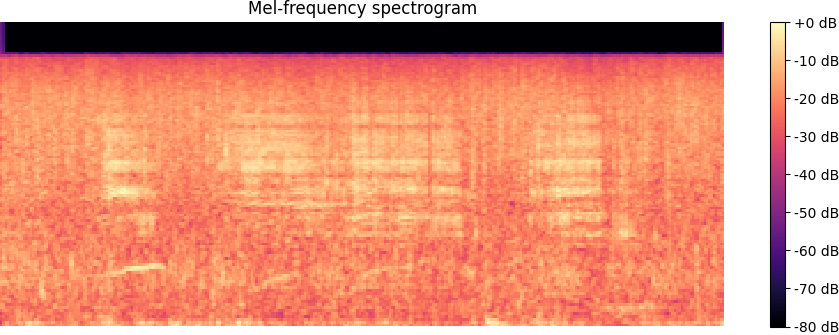 Mel-frequency spectrogram
+0 dB
-10 dB
-20 dB
-30 dB
-40 dB
-50 dB
-60 dB
-70 dB
-80 dB